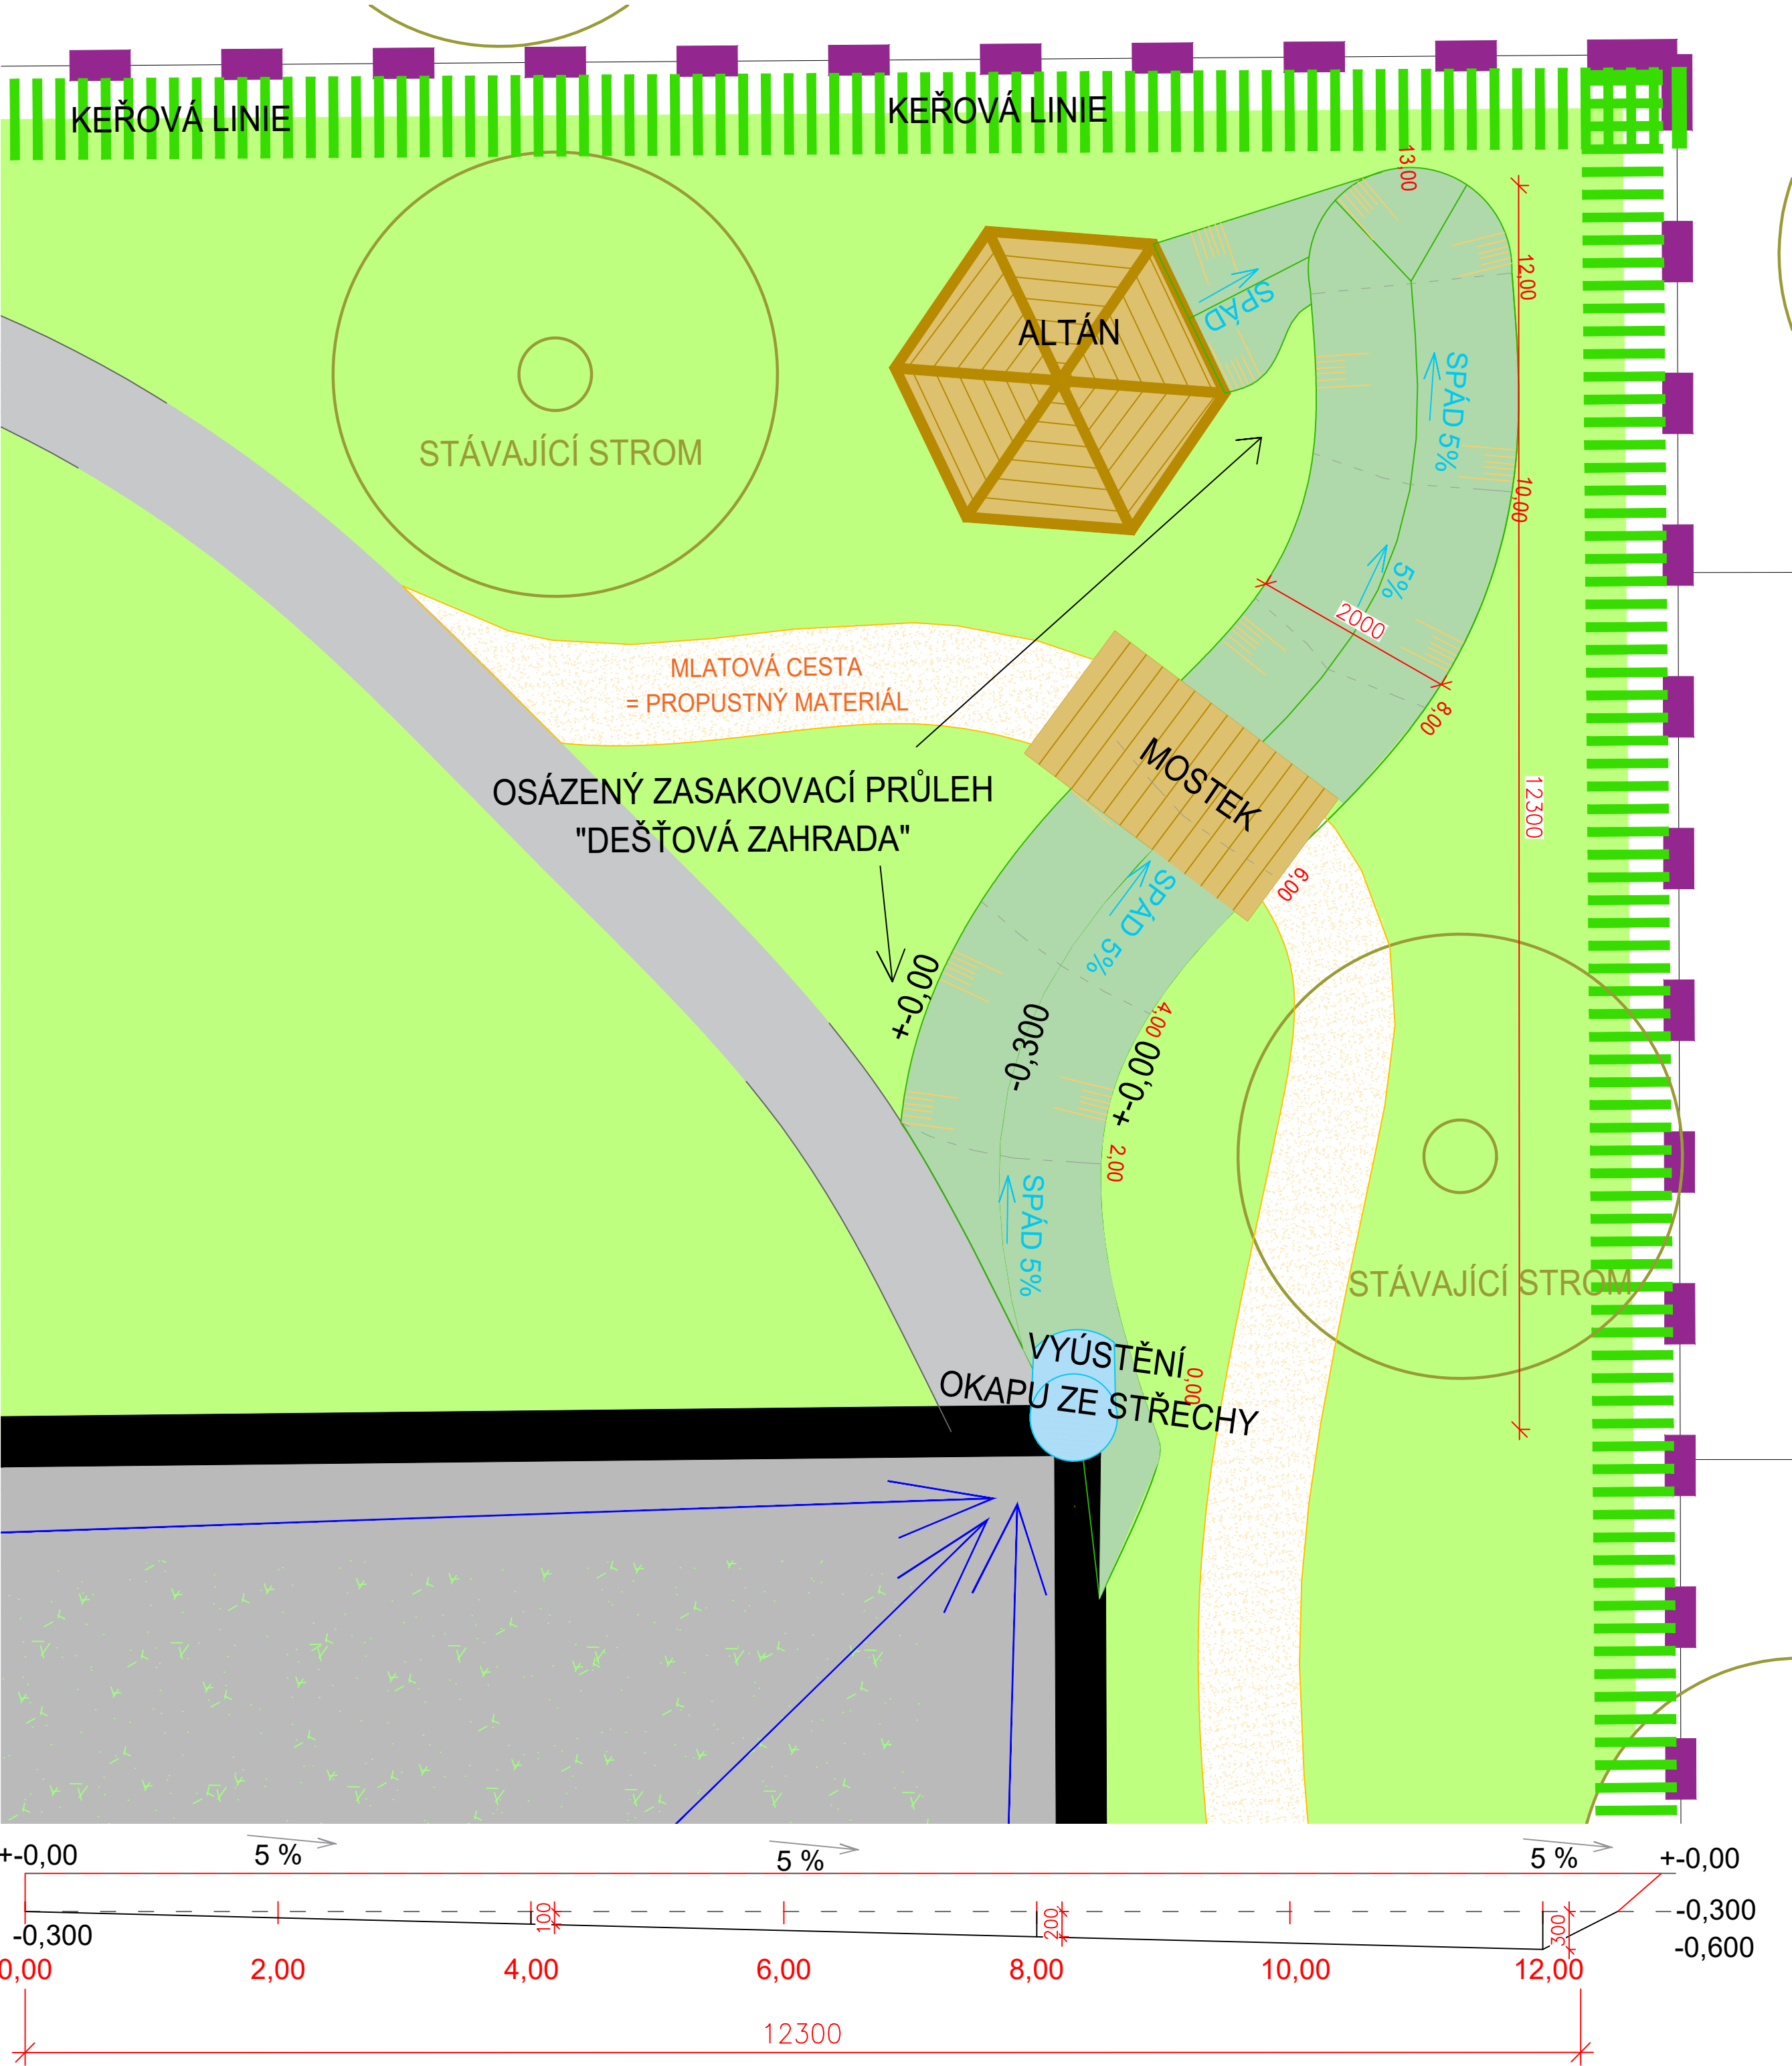 KEŘOVÁ LINIE
KEŘOVÁ LINIE
13,00
12,00
SPÁD
ALTÁN
STÁVAJÍCÍ STROM
SPÁD 5%
10,00
5%
2000
MLATOVÁ CESTA
= PROPUSTNÝ MATERIÁL
8,00
MOSTEK
12300
OSÁZENÝ ZASAKOVACÍ PRŮLEH
"DEŠŤOVÁ ZAHRADA"
6,00
SPÁD 5%
+-0,00
-0,300
4,00
+-0,00
2,00
SPÁD 5%
STÁVAJÍCÍ STROM
VYÚSTĚNÍ
OKAPU ZE STŘECHY
0,00
+-0,00
5 %
5 %
5 %
+-0,00
-0,300
100
200
300
-0,300
-0,600
0,00
2,00
4,00
6,00
8,00
10,00
12,00
12300